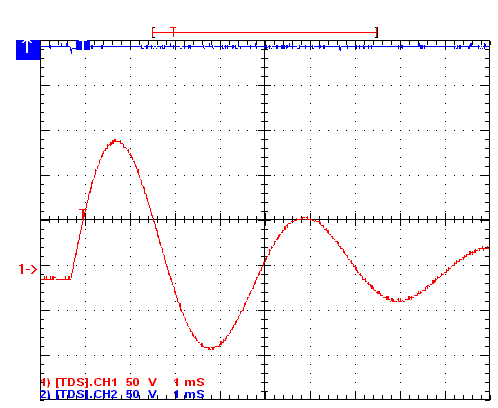 T
1->
1) [TDS].CH1 50 V 1 mS
2) [TDS].CH2 50 V 1 mS